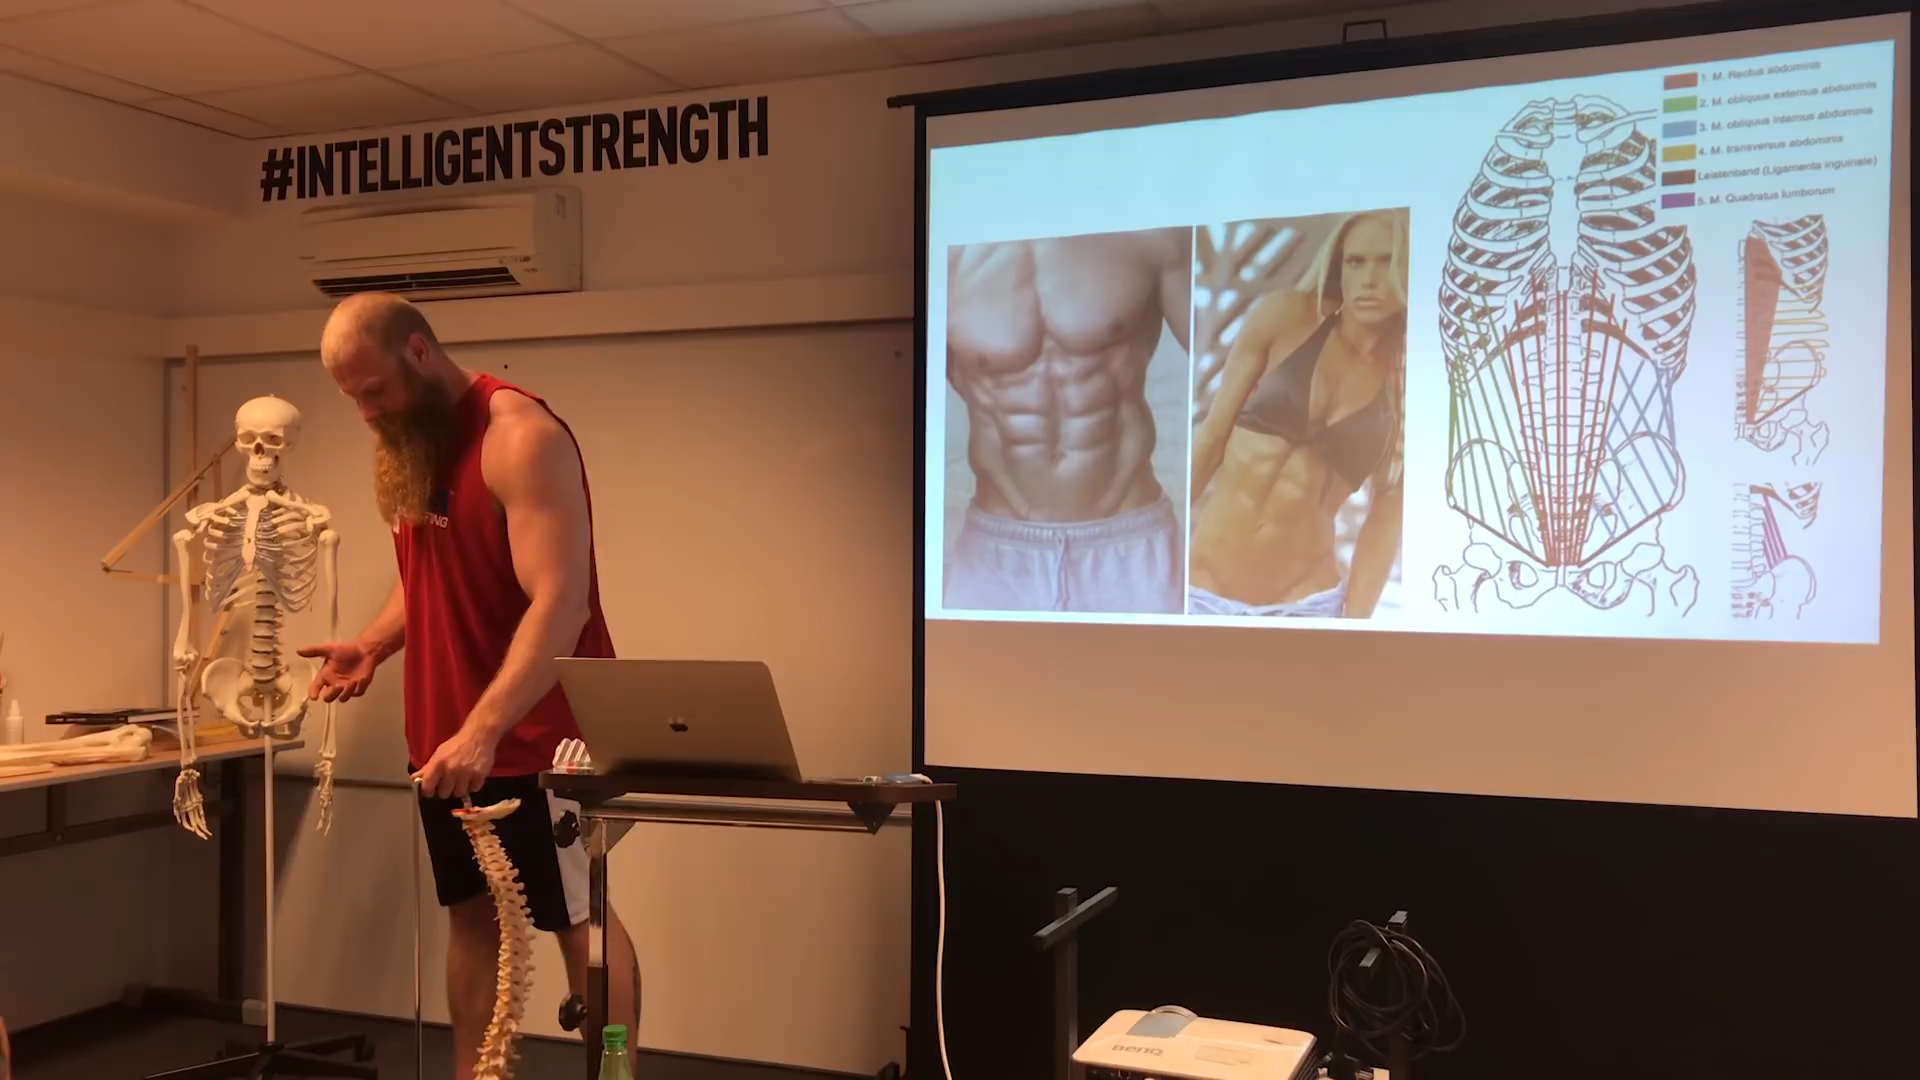 #INTELLIGENTSTRENGTH
1. M. Rectus abdominis
2. M. obliquus externus abdominis
3. M. obliquus internus abdominis
4. M. transversus abdominis
Leistenband (Ligamenta inguinale)
5. M. Quadratus lumborum
BenQ